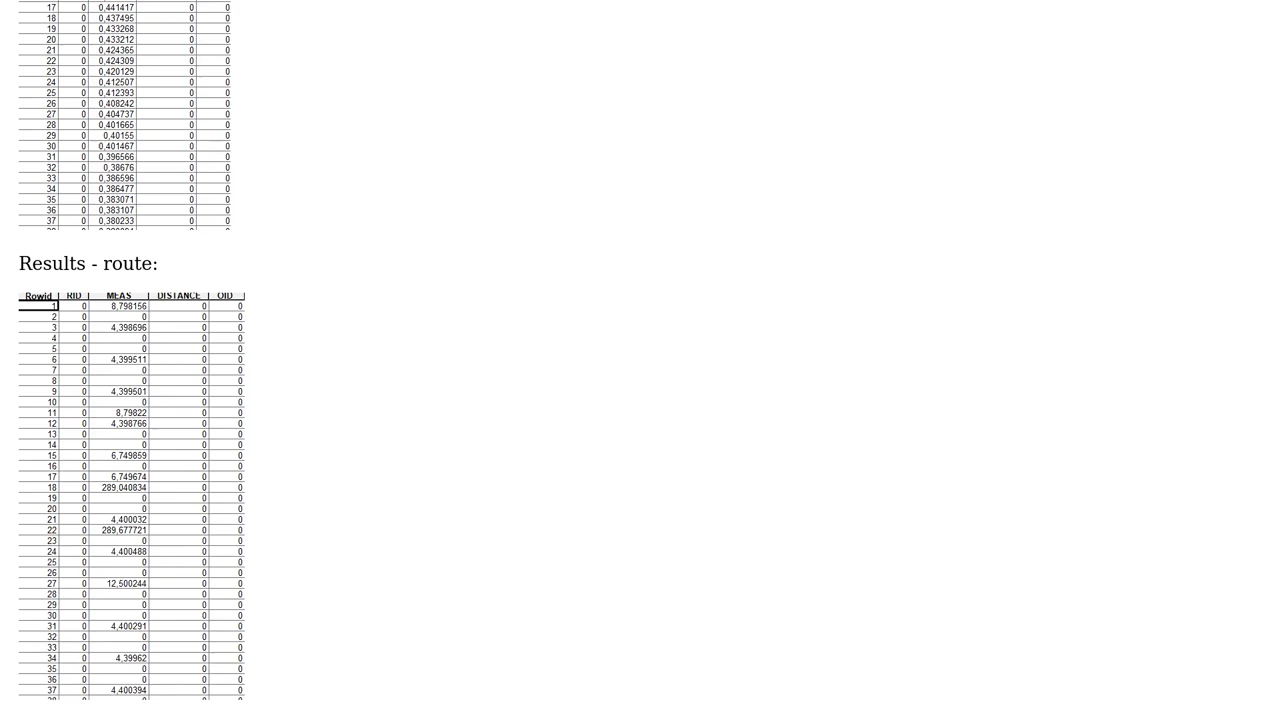 17 0 0,441417 0 0
18 0 0,437495 0 0
19 0 0,433268 0 0
20 0 0,433212 0 0
21 0 0,424365 0 0
22 0 0,424309 0 0
23 0 0,420129 0 0
24 0 0,412507 0 0
25 0 0,412393 0 0
26 0 0,408242 0 0
27 0 0,404737 0 0
28 0 0,401665 0 0
29 0 0,40155 0 0
30 0 0,401467 0 0
31 0 0,396566 0 0
32 0 0,38676 0 0
33 0 0,386596 0 0
34 0 0,386477 0 0
35 0 0,383071 0 0
36 0 0,383107 0 0
37 0 0,380233 0 0
Results - route:
Rowid RID MEAS DISTANCE OID
1 0 8,798156 0 0
2 0 0 0 0
3 0 4,398696 0 0
4 0 0 0 0
5 0 0 0 0
6 0 4,399511 0 0
7 0 0 0 0
8 0 0 0 0
9 0 4,399501 0 0
10 0 0 0 0
11 0 8,79822 0 0
12 0 4,398766 0 0
13 0 0 0 0
14 0 0 0 0
15 0 6,749859 0 0
16 0 0 0 0
17 0 6,749674 0 0
18 0 289,040834 0 0
19 0 0 0 0
20 0 0 0 0
21 0 4,400032 0 0
22 0 289,677721 0 0
23 0 0 0 0
24 0 4,400488 0 0
25 0 0 0 0
26 0 0 0 0
27 0 12,500244 0 0
28 0 0 0 0
29 0 0 0 0
30 0 0 0 0
31 0 4,400291 0 0
32 0 0 0 0
33 0 0 0 0
34 0 4,39962 0 0
35 0 0 0 0
36 0 0 0 0
37 0 4,400394 0 0